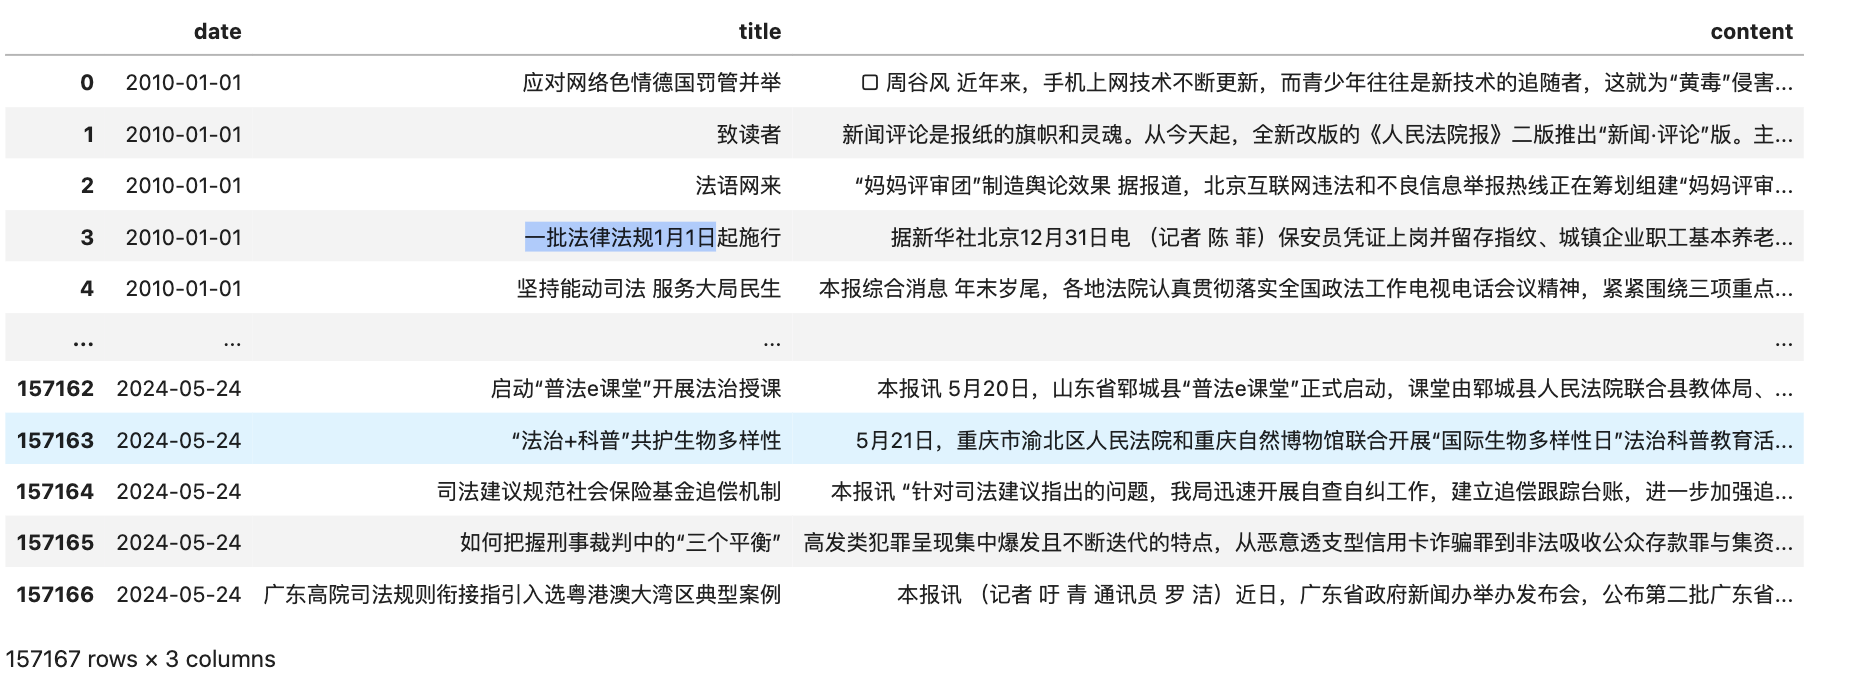 date title content
0 2010-01-01 应对网络色情德国罚管并举 口 周谷风 近年来，手机上网技术不断更新，而青少年往往是新技术的追随者，这就为“黄毒”侵害...
1 2010-01-01 致读者 新闻评论是报纸的旗帜和灵魂。从今天起，全新改版的《人民法院报》二版推出“新闻·评论”版。主...
2 2010-01-01 法语网来 “妈妈评审团”制造舆论效果 据报道，北京互联网违法和不良信息举报热线正在筹划组建“妈妈评审...
3 2010-01-01 一批法律法规1月1日起施行 据新华社北京12月31日电 （记者 陈 菲）保安员凭证上岗并留存指纹、城镇企业职工基本养老...
4 2010-01-01 坚持能动司法 服务大局民生 本报综合消息 年末岁尾，各地法院认真贯彻落实全国政法工作电视电话会议精神，紧紧围绕三项重点...
... ... ... ...
157162 2024-05-24 启动“普法e课堂”开展法治授课 本报讯 5月20日，山东省郓城县“普法e课堂”正式启动，课堂由郓城县人民法院联合县教体局、...
157163 2024-05-24 “法治+科普”共护生物多样性 5月21日，重庆市渝北区人民法院和重庆自然博物馆联合开展“国际生物多样性日”法治科普教育活...
157164 2024-05-24 司法建议规范社会保险基金追偿机制 本报讯 “针对司法建议指出的问题，我局迅速开展自查自纠工作，建立追偿跟踪台账，进一步加强追...
157165 2024-05-24 如何把握刑事裁判中的“三个平衡” 高发类犯罪呈现集中爆发且不断迭代的特点，从恶意透支型信用卡诈骗罪到非法吸收公众存款罪与集资...
157166 2024-05-24 广东高院司法规则衔接指引入选粤港澳大湾区典型案例 本报讯 （记者 吁 青 通讯员 罗 洁）近日，广东省政府新闻办举办发布会，公布第二批广东省...
157167 rows × 3 columns